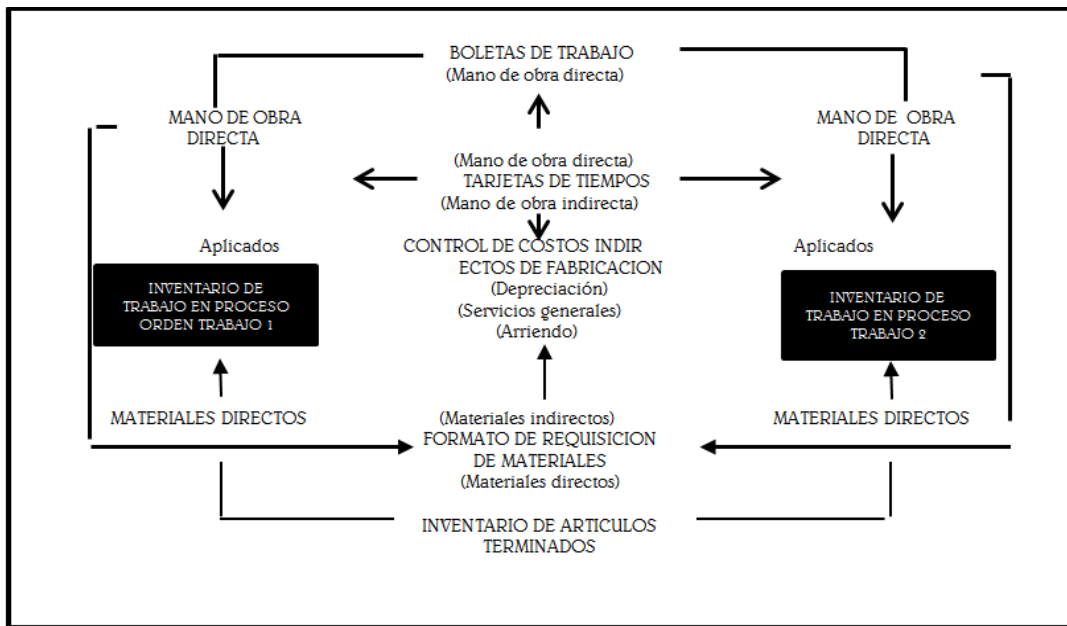 BOLETAS DE TRABAJO
(Mano de obra directa)
MANO DE OBRA
DIRECTA
MANO DE OBRA
DIRECTA
(Mano de obra directa)
TARJETAS DE TIEMPOS
(Mano de obra indirecta)
Aplicados
CONTROL DE COSTOS INDIR
ECTOS DE FABRICACION
(Depreciación)
(Servicios generales)
(Arriendo)
Aplicados
INVENTARIO DE
TRABAJO EN PROCESO
ORDEN TRABAJO 1
INVENTARIO DE
TRABAJO EN PROCESO
TRABAJO 2
MATERIALES DIRECTOS
(Materiales indirectos)
FORMATO DE REQUISICION
DE MATERIALES
(Materiales directos)
MATERIALES DIRECTOS
INVENTARIO DE ARTICULOS
TERMINADOS